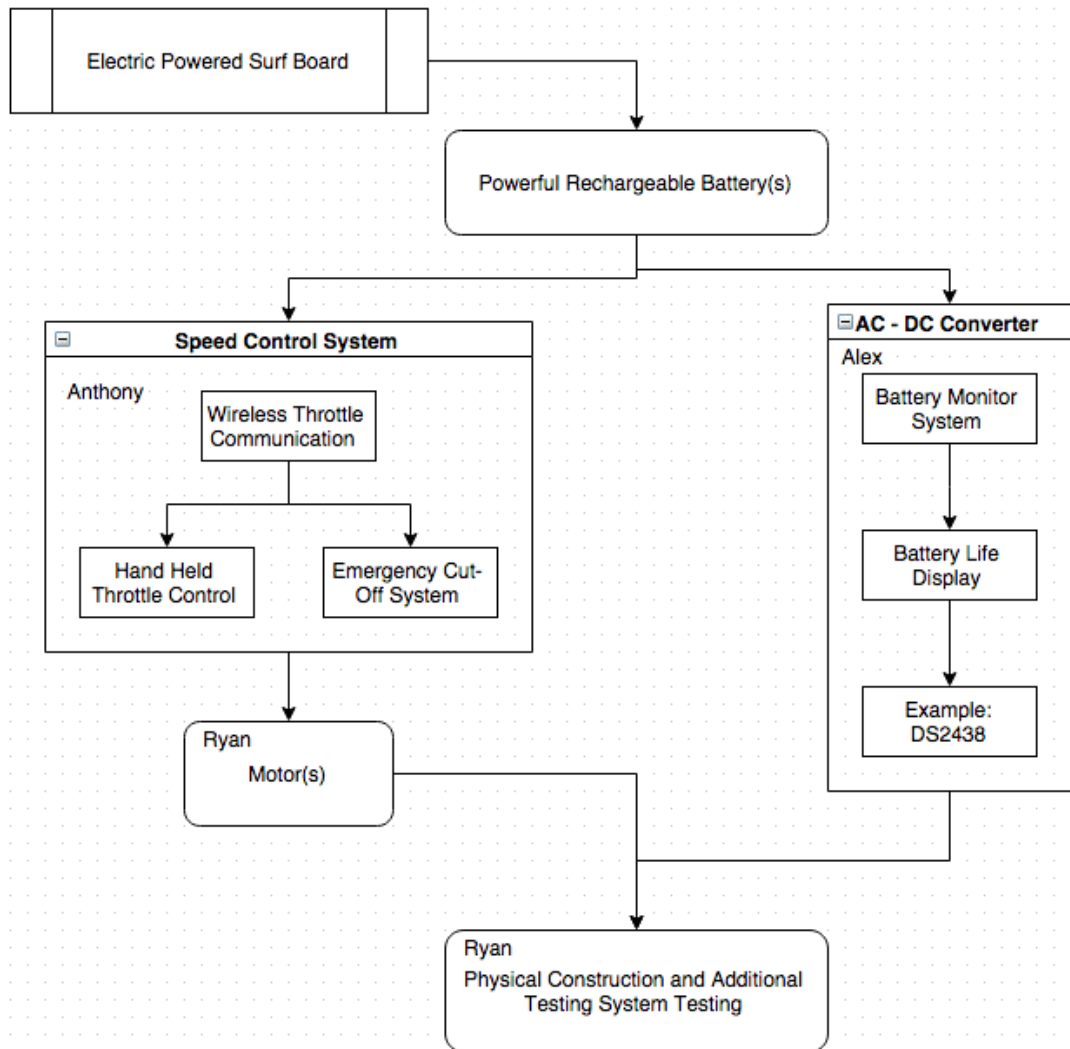 Electric Powered Surf Board
Powerful Rechargeable Battery(s)
Speed Control System
Anthony
Wireless Throttle
Communication
Hand Held
Throttle Control
Emergency Cut-
Off System
AC - DC Converter
Alex
Battery Monitor
System
Battery Life
Display
Example:
DS2438
Ryan
Motor(s)
Ryan
Physical Construction and Additional
Testing System Testing